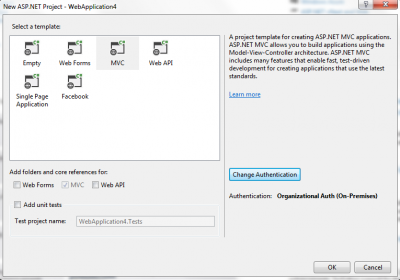 New ASP.NET Project - WebApplication4
Select a template:
Empty
Web Forms
MVC
Web API
Single Page
Application
Facebook
A project template for creating ASP.NET MVC applications.
ASP.NET MVC allows you to build applications using the
Model-View-Controller architecture. ASP.NET MVC
includes many features that enable fast, test-driven
development for creating applications that use the latest
standards.
Learn more
Change Authentication
Authentication: Organizational Auth (On-Premises)
Add folders and core references for:
Web Forms
MVC
Web API
Add unit tests
Test project name:
WebApplication4.Tests
OK
Cancel